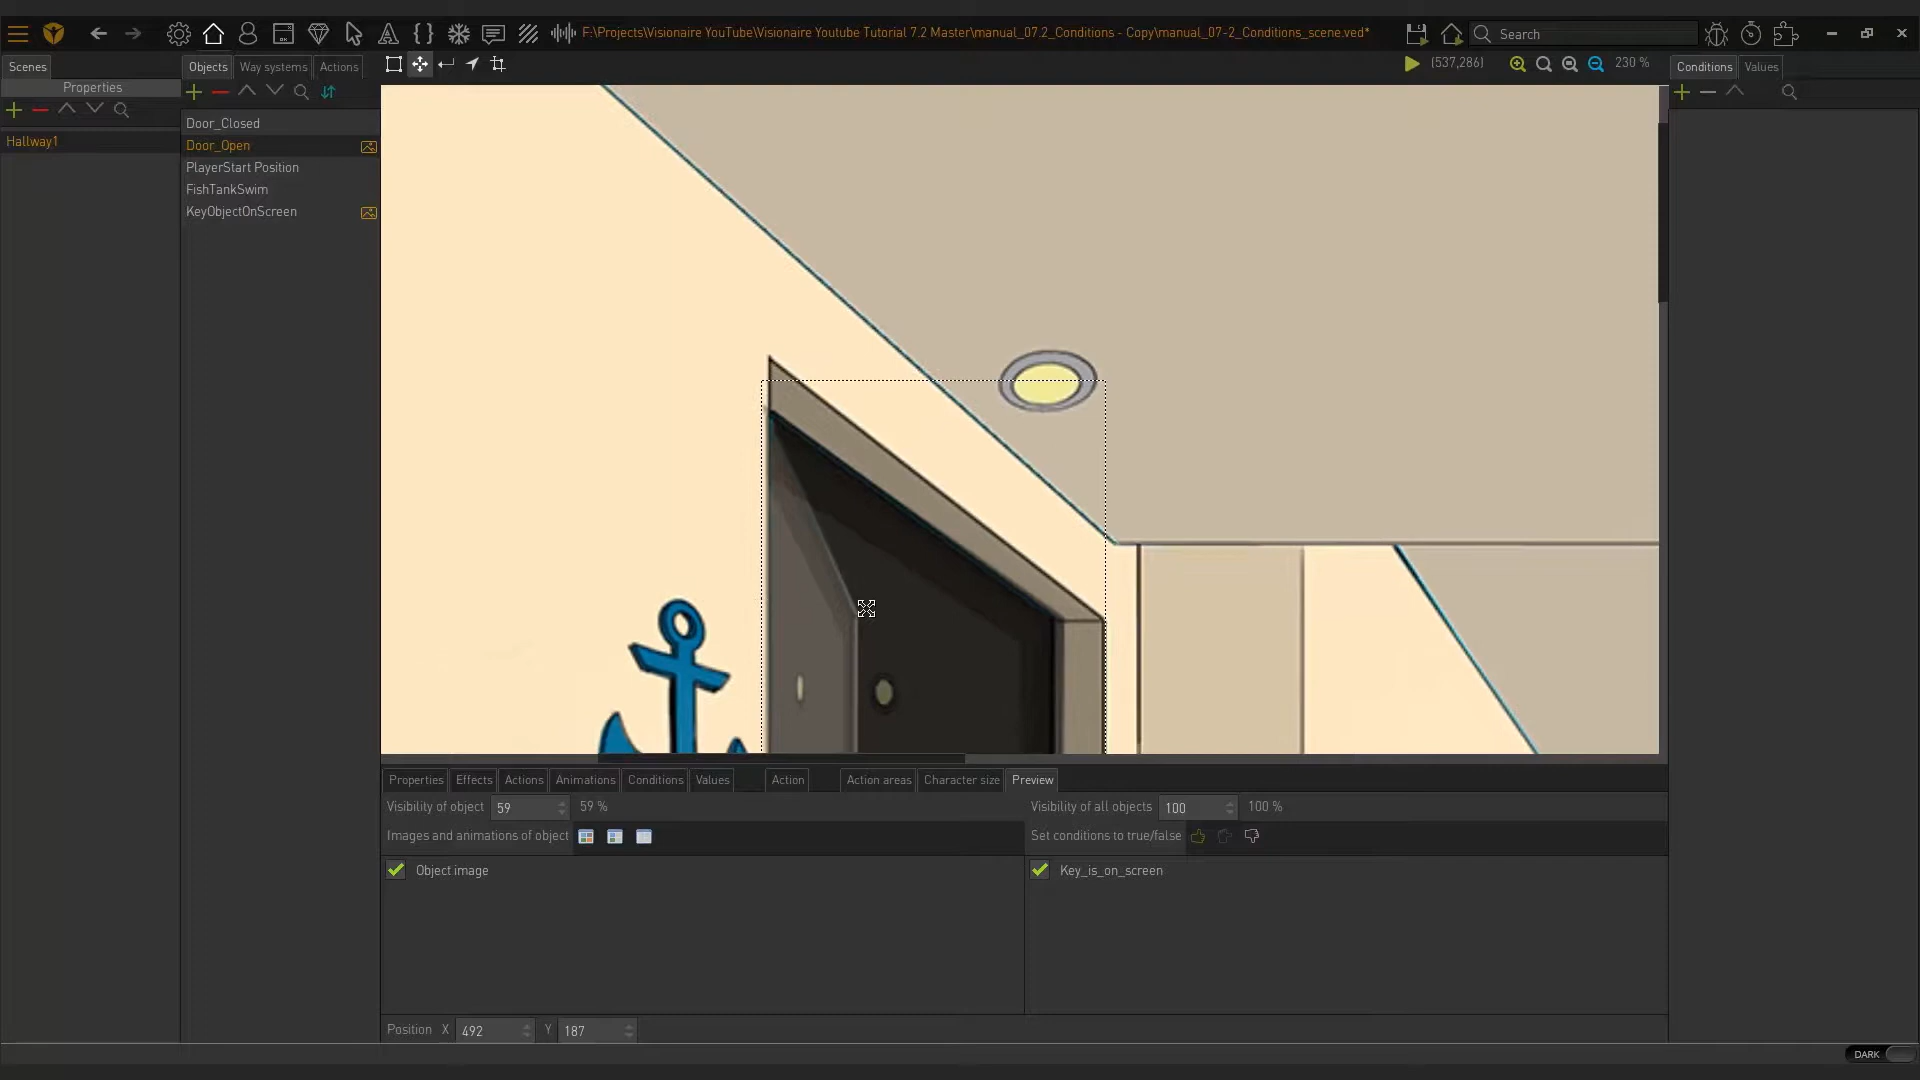 F:\Projects\Visionaire YouTube\Visionaire Youtube Tutorial 7.2 Master\manual_07.2_Conditions - Copy\manual_07-2_Conditions_scene.ved*
Search
Scenes
Objects
Way systems
Actions
(537,286)
230 %
Conditions
Values
Properties
Door_Closed
Hallway1
Door_Open
PlayerStart Position
FishTankSwim
KeyObjectOnScreen
Properties
Effects
Actions
Animations
Conditions
Values
Action
Action areas
Character size
Preview
Visibility of object
59
59 %
Visibility of all objects
100
100 %
Images and animations of object
Set conditions to true/false
Object image
Key_is_on_screen
Position X 492 Y 187
DARK